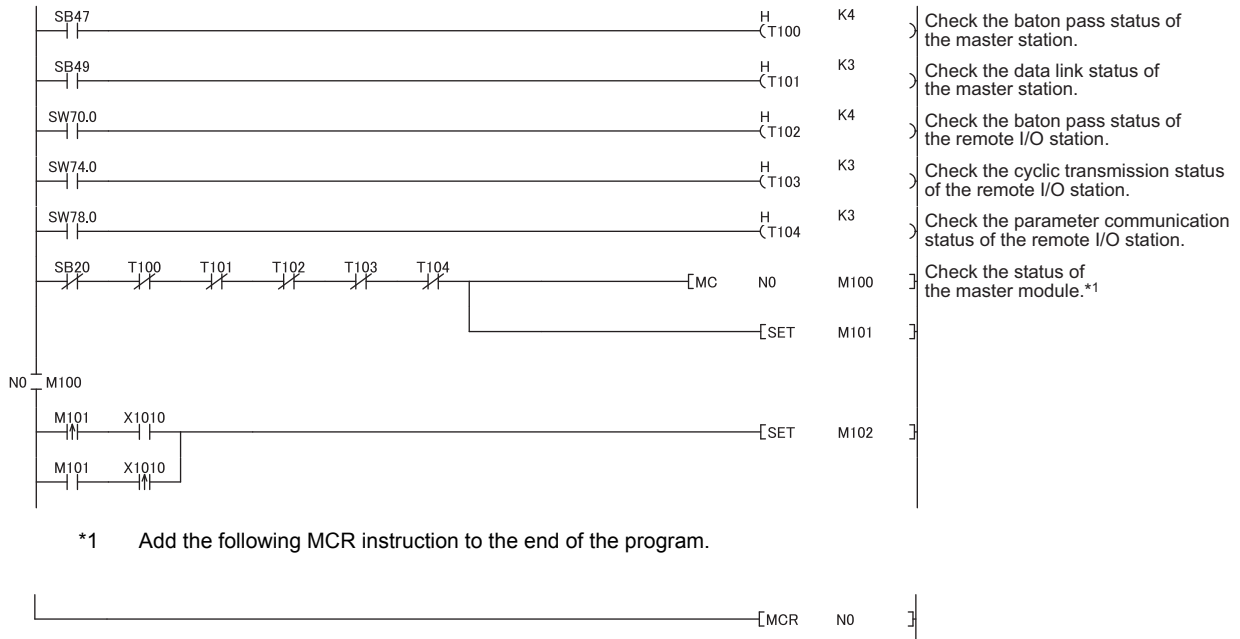 SB47 H K4
(T100 ) Check the baton pass status of
the master station.
SB49 H K3
(T101 ) Check the data link status of
the master station.
SW70.0 H K4
(T102 ) Check the baton pass status of
the remote I/O station.
SW74.0 H K3
(T103 ) Check the cyclic transmission status
of the remote I/O station.
SW78.0 H K3
(T104 ) Check the parameter communication
status of the remote I/O station.
SB20 T100 T101 T102 T103 T104 [MC N0 M100 ] Check the status of
the master module.*1
[SET M101 ]
N0 M100
M101 X1010 [SET M102 ]
M101 X1010
*1 Add the following MCR instruction to the end of the program.
[MCR N0 ]